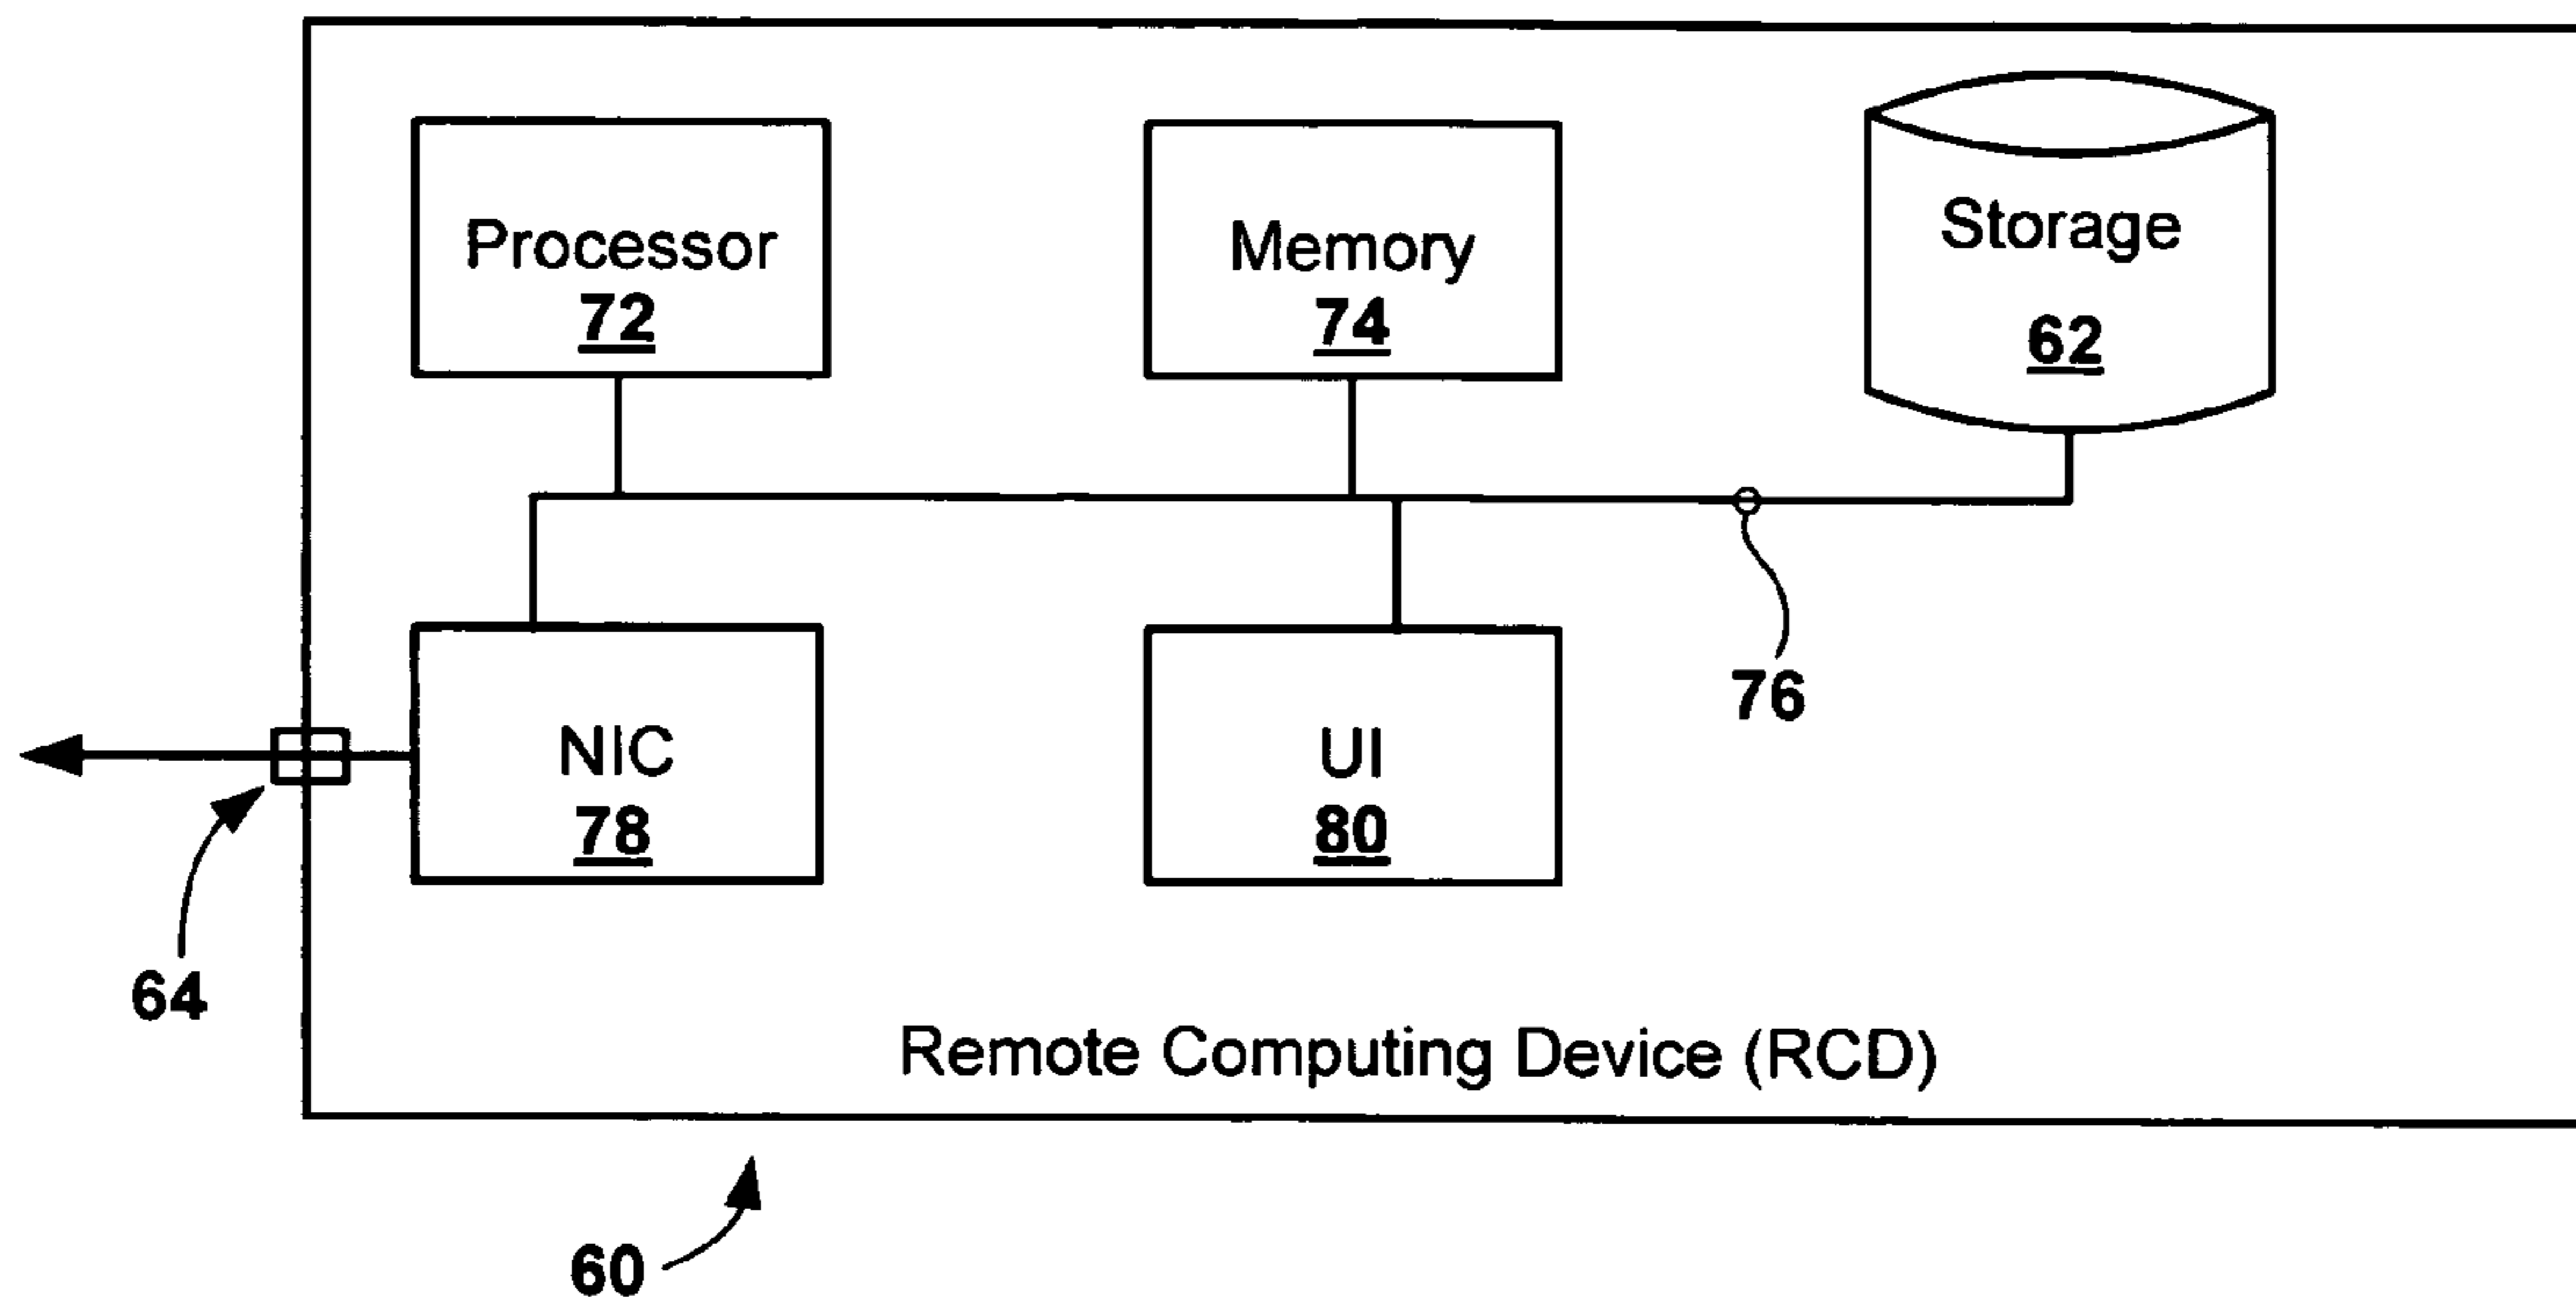 Processor
72
Memory
74
Storage
62
76
NIC
78
UI
80
64
Remote Computing Device (RCD)
60